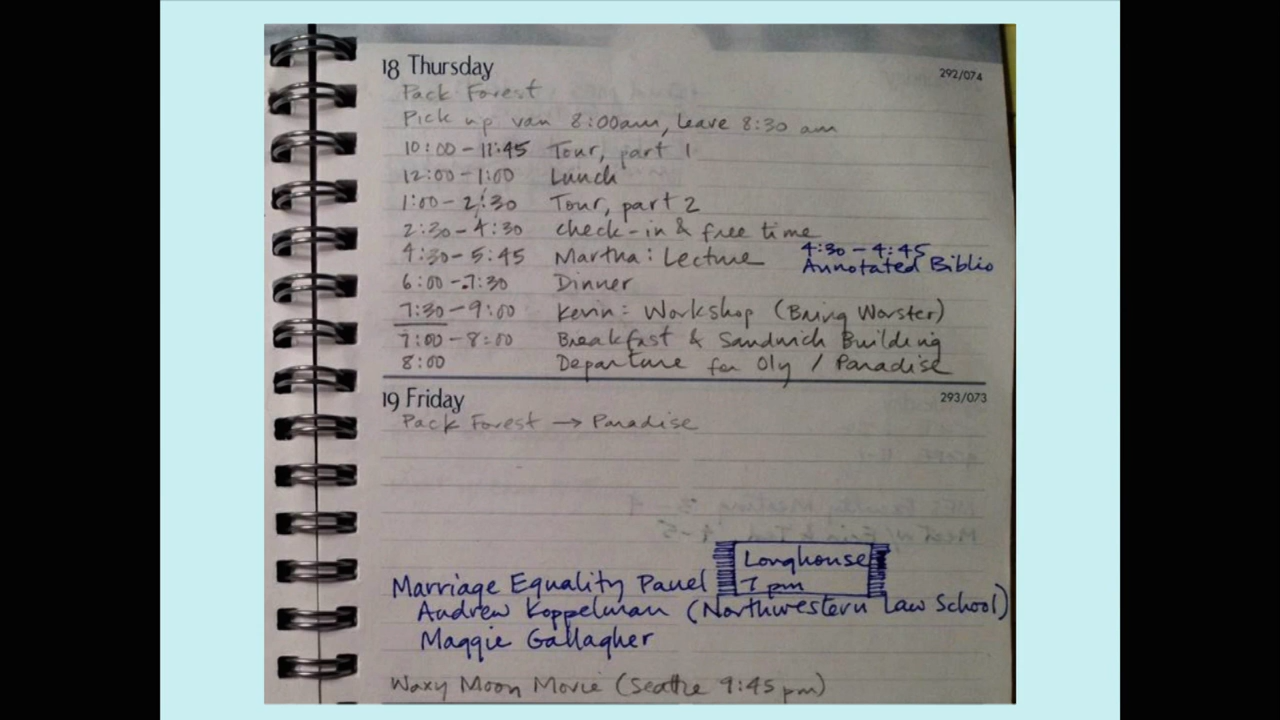 18 Thursday 292/074
Pack Forest
Pick up van 8:00am, leave 8:30 am
10:00-11:45 Tour, part 1
12:00-1:00 Lunch
1:00-2:30 Tour, part 2
2:30-4:30 check-in & free time
4:30-5:45 Martha: Lecture 4:30-4:45
Annotated Biblio
6:00-7:30 Dinner
7:30-9:00 Kevin: Workshop (Bring Worster)
7:00-8:00 Breakfast & Sandwich Building
8:00 Departure for Oly / Paradise
19 Friday 293/073
Pack Forest → Paradise
Longhouse
7 pm
Marriage Equality Panel
Andrew Koppelman (Northwestern Law School)
Maggie Gallagher
Waxy Moon Movie (Seattle 9:45 pm)